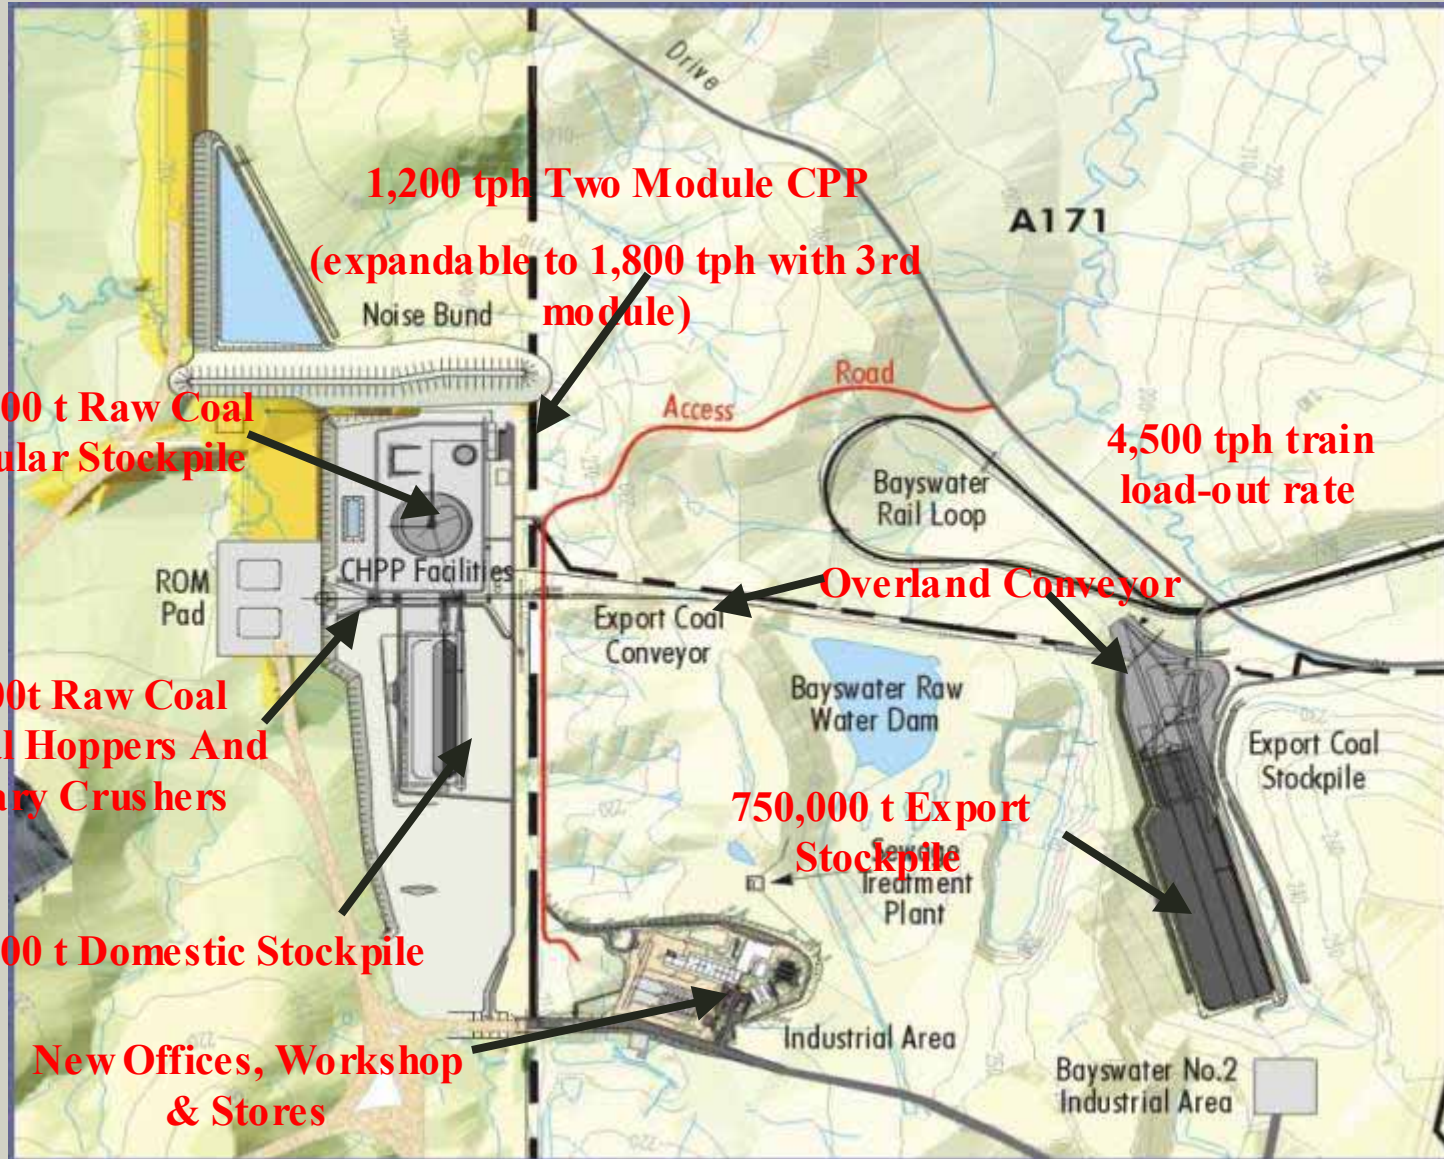 Drive
1,200 tph Two Module CPP
(expandable to 1,800 tph with 3rd
module)
A171
Noise Bund
Road
Access
00 t Raw Coal
ular Stockpile
4,500 tph train
load-out rate
Bayswater
Rail Loop
CHPP Facilities
ROM
Pad
Overland Conveyor
Export Coal
Conveyor
Bayswater Raw
Water Dam
00t Raw Coal
al Hoppers And
ary Crushers
Export Coal
Stockpile
750,000 t Export
Stockpile
Sewage
Treatment
Plant
00 t Domestic Stockpile
New Offices, Workshop
& Stores
Industrial Area
Bayswater No.2
Industrial Area